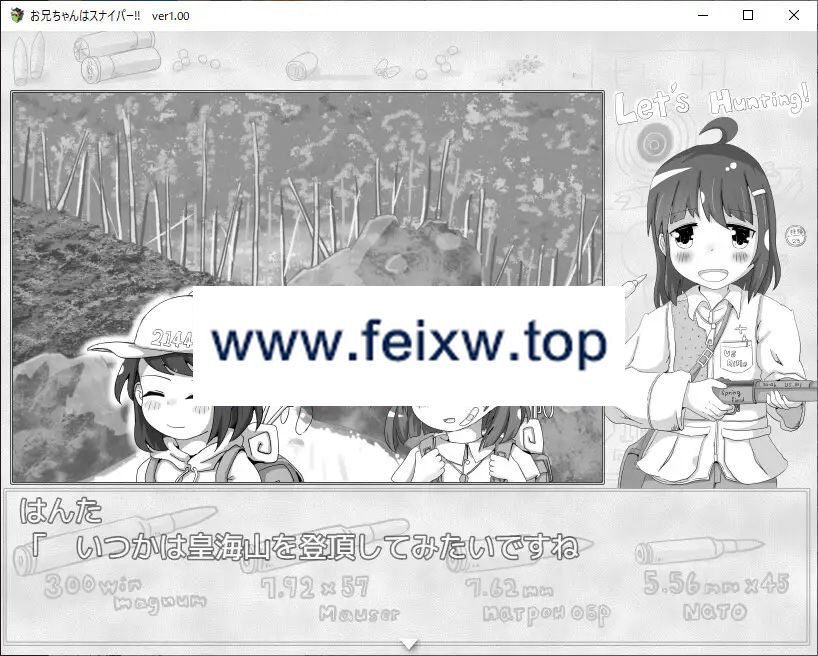 お兄ちゃんはスナイパー!! ver1.00
Let's Hunting!
2144
www.feixw.top
US
Rifle
はんた
「 いつかは皇海山を登頂してみたいですね
300win
magnum
7.92×57
Mauser
7.62mm
патрон обр
5.56mm×45
NATO